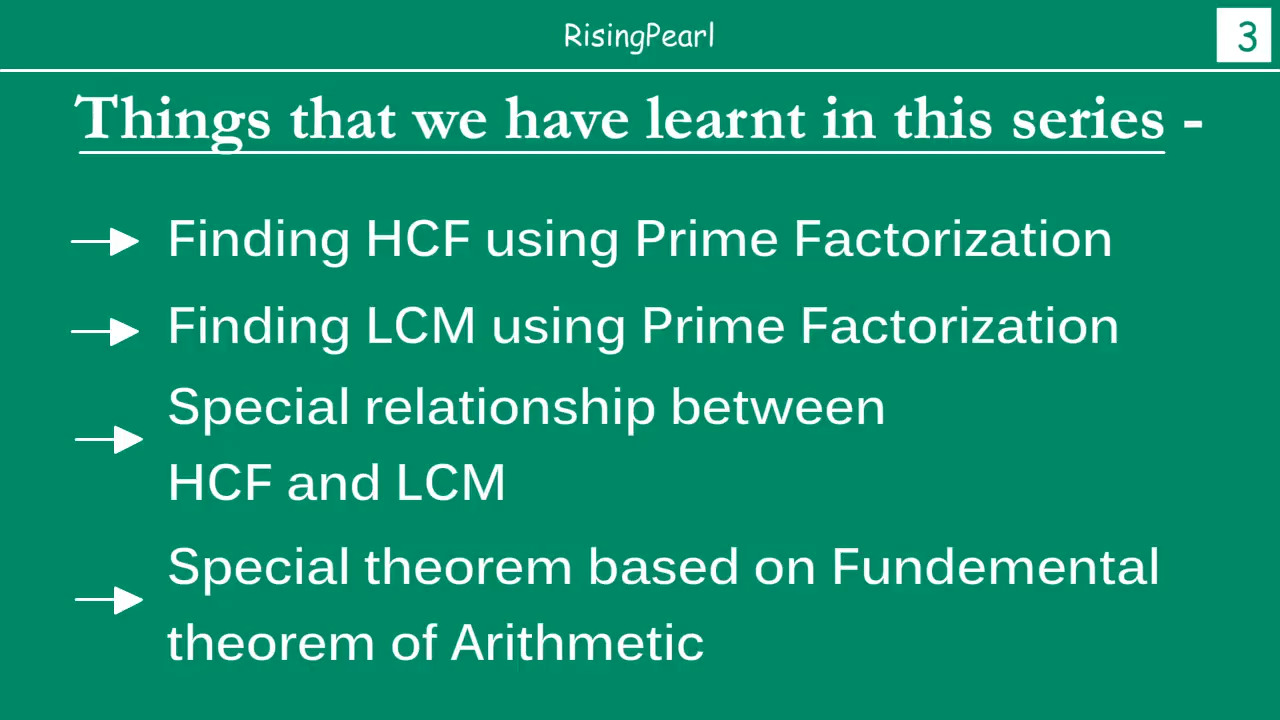 RisingPearl
3
Things that we have learnt in this series -
Finding HCF using Prime Factorization
Finding LCM using Prime Factorization
Special relationship between
HCF and LCM
Special theorem based on Fundemental
theorem of Arithmetic